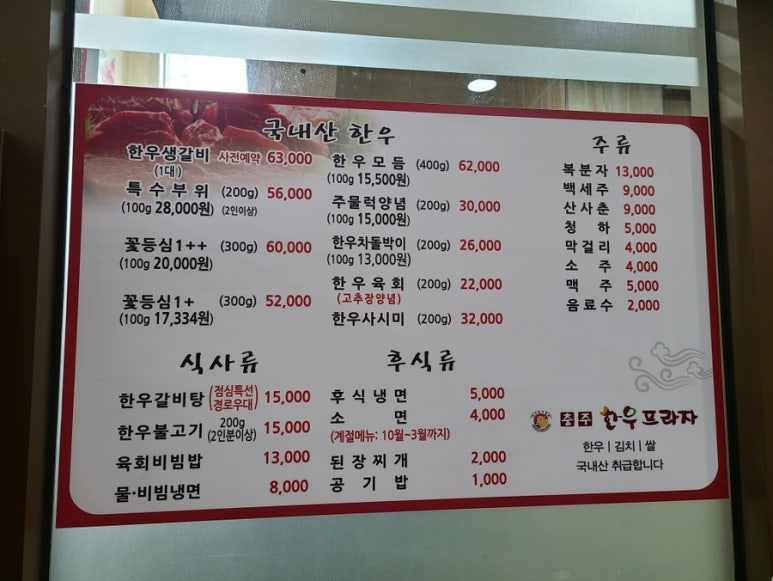 국내산 한우
한우생갈비 사전예약 63,000
(1대)
특수부위 (200g) 56,000
(100g 28,000원) (2인이상)
꽃등심1++ (300g) 60,000
(100g 20,000원)
꽃등심1+ (300g) 52,000
(100g 17,334원)
한우모듬 (400g) 62,000
(100g 15,500원)
주물럭양념 (200g) 30,000
(100g 15,000원)
한우차돌박이 (200g) 26,000
(100g 13,000원)
한우육회 (200g) 22,000
(고추장양념)
한우사시미 (200g) 32,000
주류
복분자 13,000
백세주 9,000
산사춘 9,000
청하 5,000
막걸리 4,000
소주 4,000
맥주 5,000
음료수 2,000
식사류
한우갈비탕 (점심특선 경로우대) 15,000
한우불고기 200g (2인분이상) 15,000
육회비빔밥 13,000
물·비빔냉면 8,000
후식류
후식냉면 5,000
소면 4,000
(계절메뉴: 10월~3월까지)
된장찌개 2,000
공기밥 1,000
충주 한우프라자
한우 | 김치 | 쌀
국내산 취급합니다